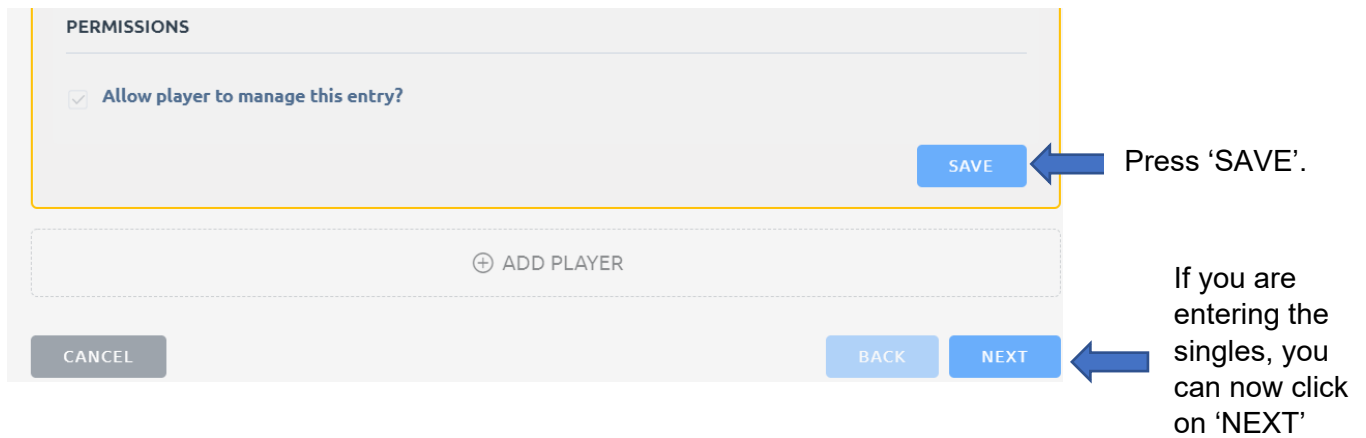 PERMISSIONS
Allow player to manage this entry?
SAVE
Press ‘SAVE’.
ADD PLAYER
If you are
entering the
singles, you
can now click
on ‘NEXT’
CANCEL
BACK
NEXT